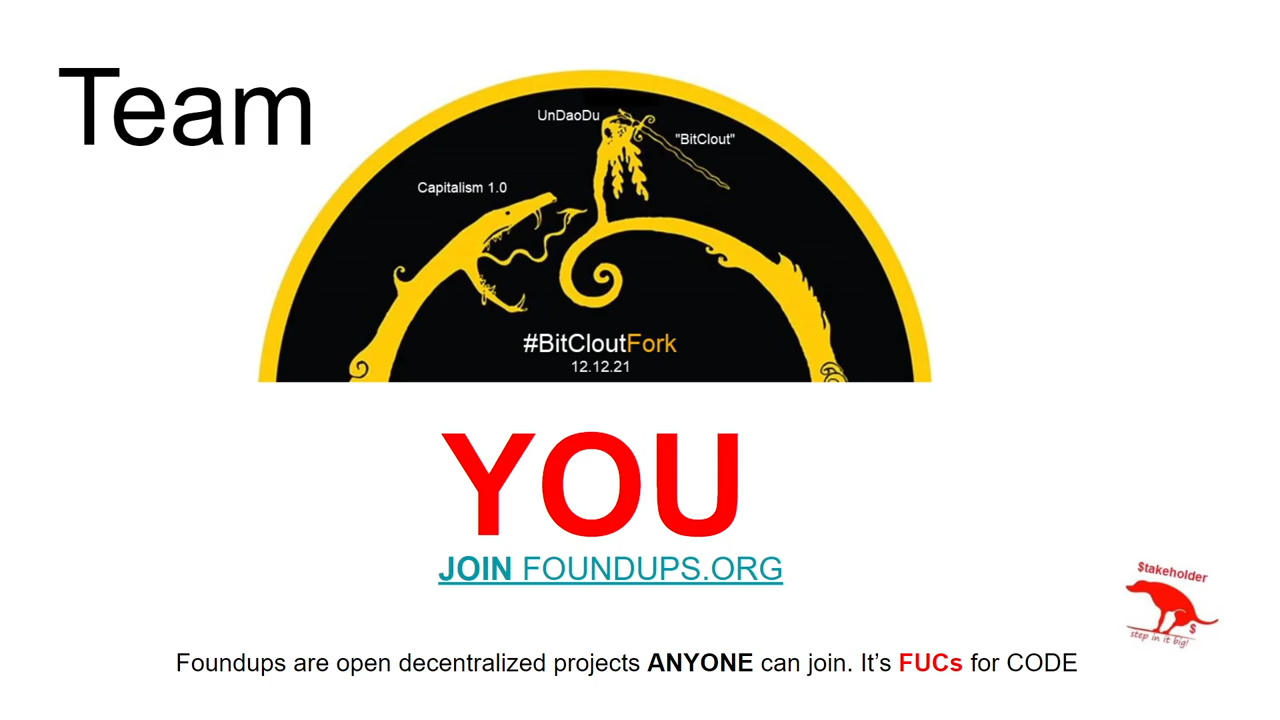 Team
UnDaoDu
"BitClout"
Capitalism 1.0
#BitCloutFork
12.12.21
YOU
JOIN FOUNDUPS.ORG
$takeholder
$
step in it big!
Foundups are open decentralized projects ANYONE can join. It’s FUCs for CODE